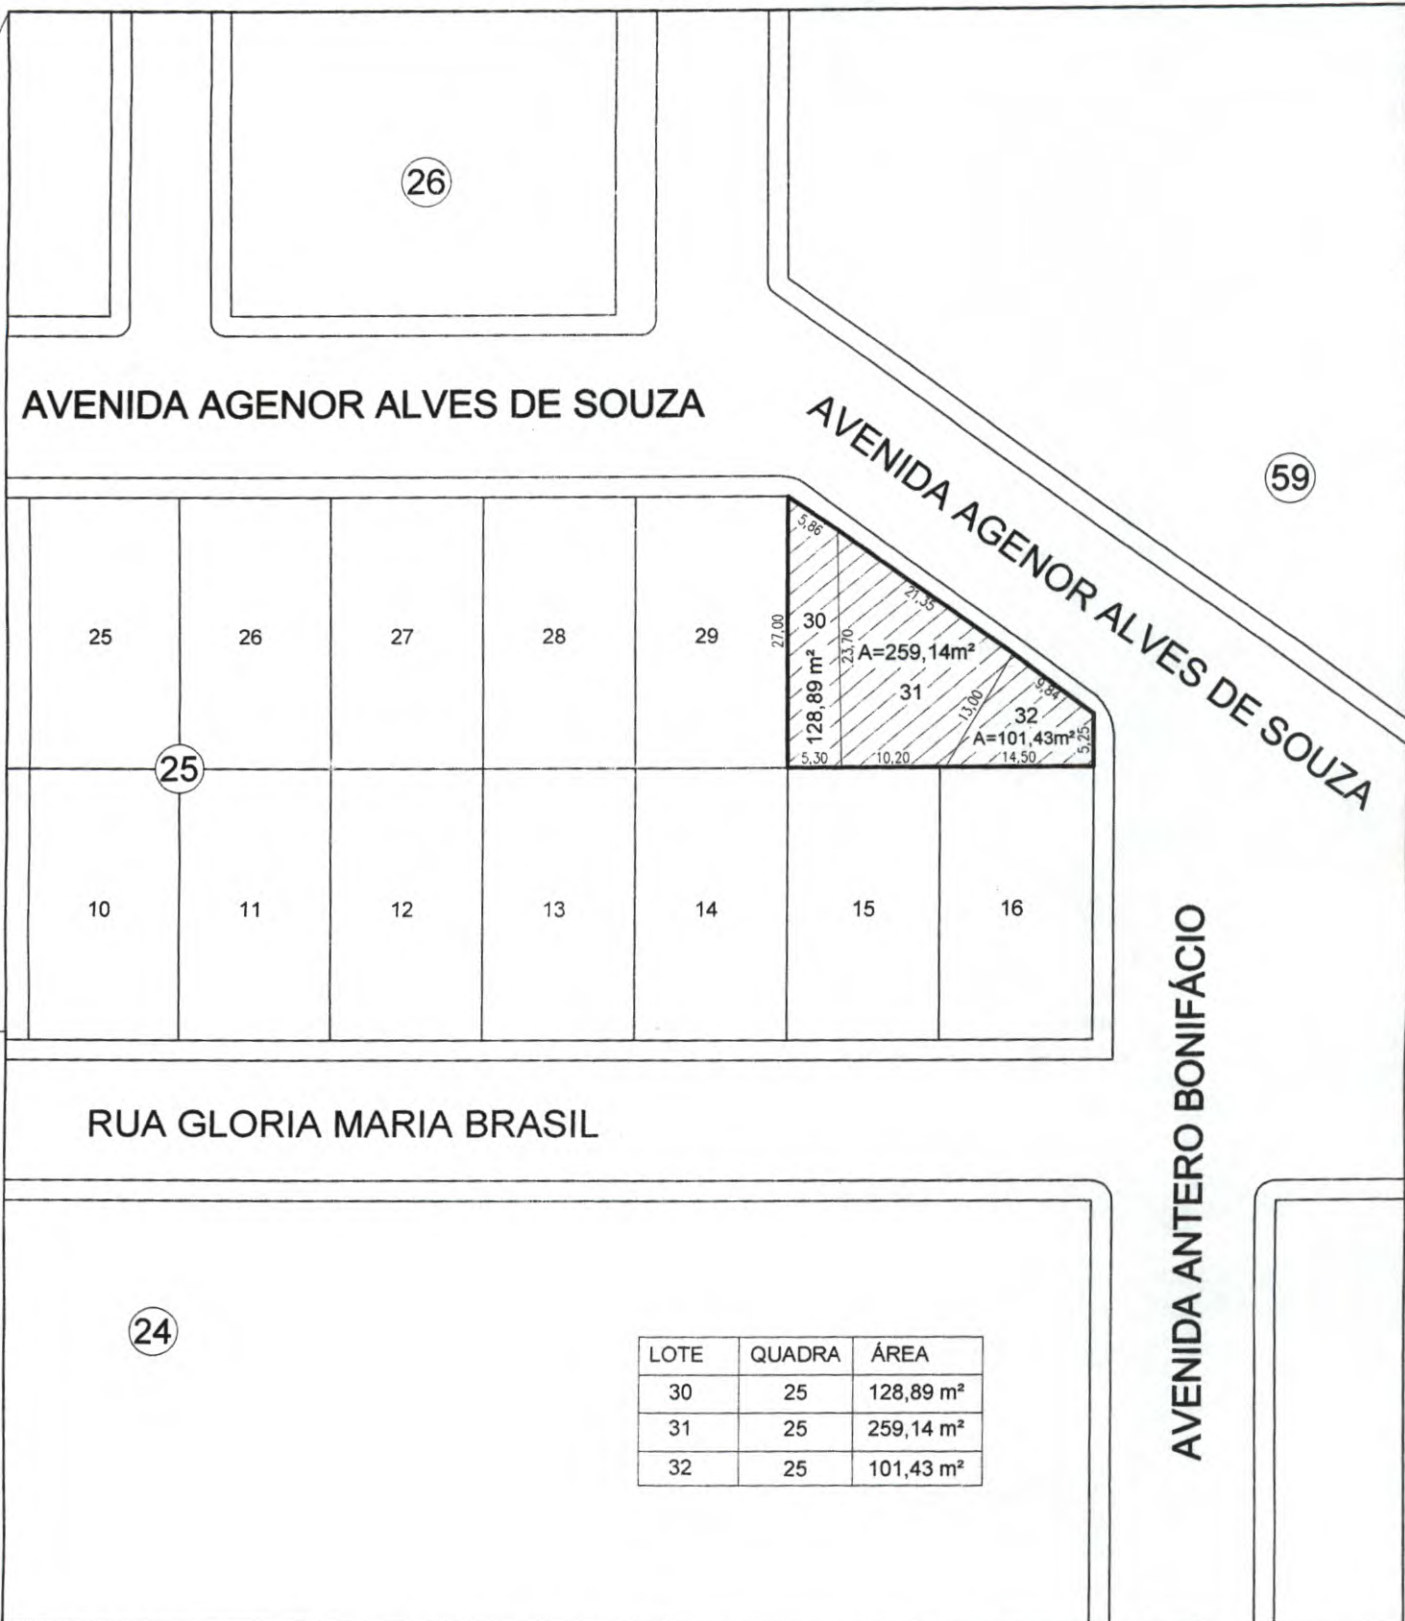 26
AVENIDA AGENOR ALVES DE SOUZA
AVENIDA AGENOR ALVES DE SOUZA
59
25
26
27
28
29
27,00
5,86
30
128,89 m²
23,70
21,35
A=259,14m²
31
13,00
9,84
32
A=101,43m²
5,25
5,30
10,20
14,50
25
10
11
12
13
14
15
16
AVENIDA ANTERO BONIFÁCIO
RUA GLORIA MARIA BRASIL
24
LOTE QUADRA ÁREA
30 25 128,89 m²
31 25 259,14 m²
32 25 101,43 m²